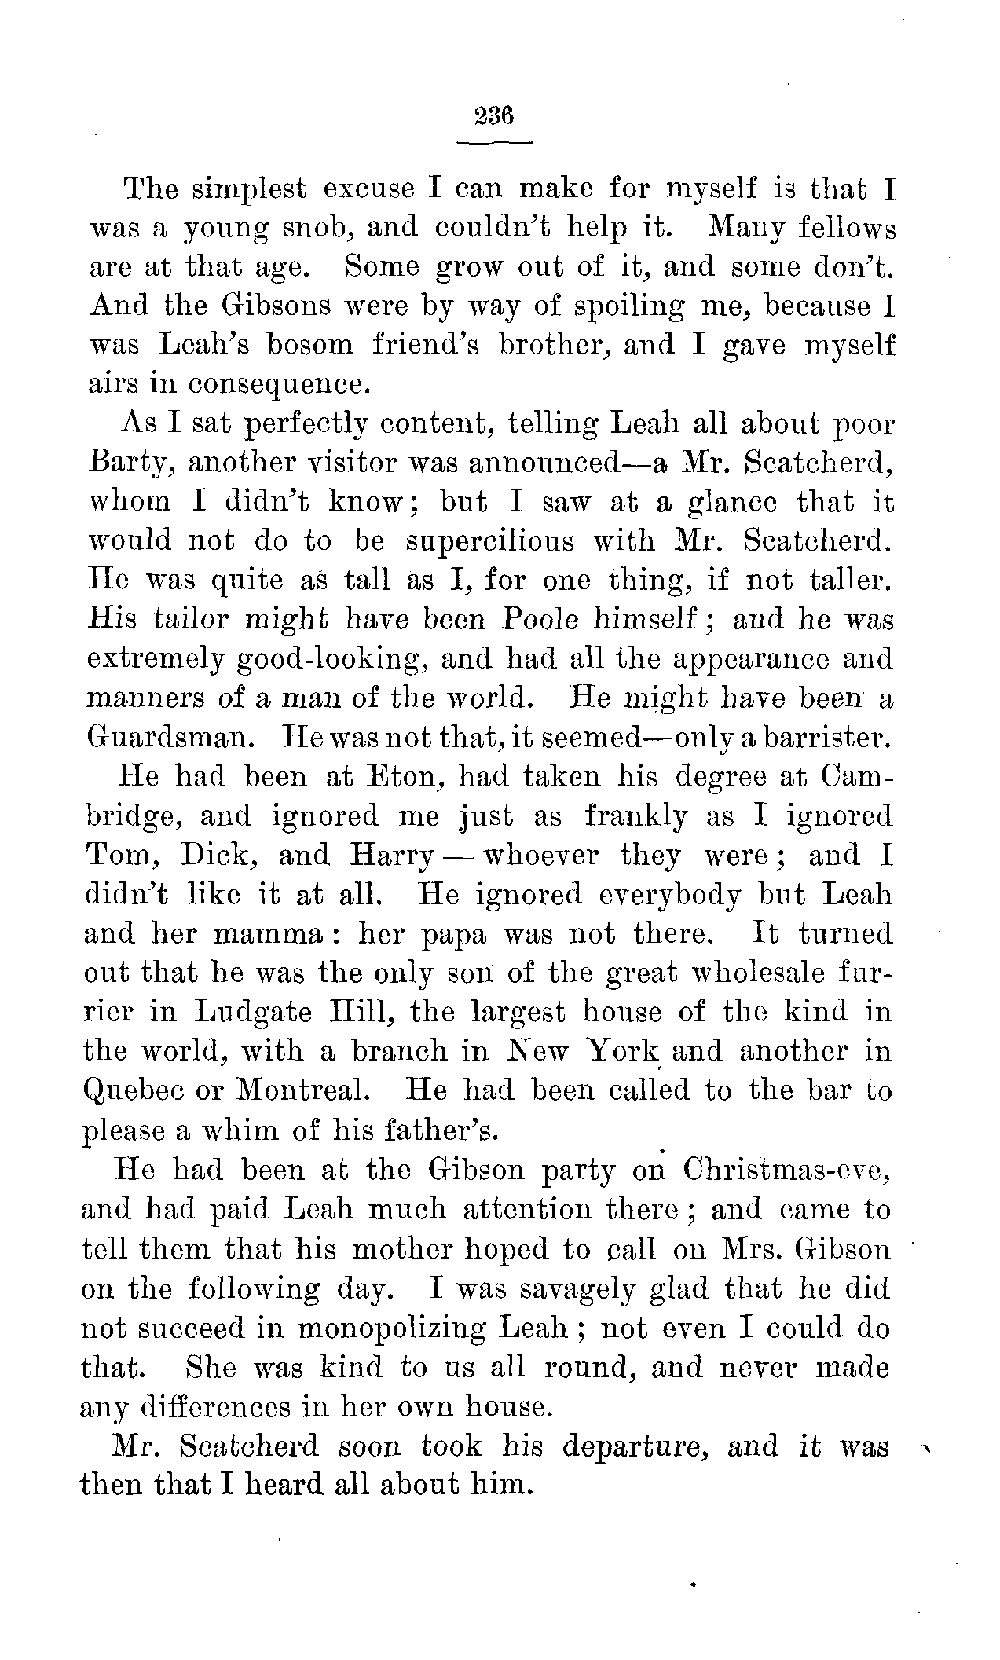 236
The simplest excuse I can make for myself is that I
was a young snob, and couldn't help it. Many fellows
are at that age. Some grow out of it, and some don't.
And the Gibsons were by way of spoiling me, because I
was Leah's bosom friend's brother, and I gave myself
airs in consequence.
As I sat perfectly content, telling Leah all about poor
Barty, another visitor was announced—a Mr. Scatcherd,
whom I didn't know; but I saw at a glance that it
would not do to be supercilious with Mr. Scatcherd.
He was quite as tall as I, for one thing, if not taller.
His tailor might have been Poole himself; and he was
extremely good-looking, and had all the appearance and
manners of a man of the world. He might have been a
Guardsman. He was not that, it seemed—only a barrister.
He had been at Eton, had taken his degree at Cam-
bridge, and ignored me just as frankly as I ignored
Tom, Dick, and Harry — whoever they were; and I
didn't like it at all. He ignored everybody but Leah
and her mamma: her papa was not there. It turned
out that he was the only son of the great wholesale fur-
rier in Ludgate Hill, the largest house of the kind in
the world, with a branch in New York and another in
Quebec or Montreal. He had been called to the bar to
please a whim of his father's.
He had been at the Gibson party on Christmas-eve,
and had paid Leah much attention there; and came to
tell them that his mother hoped to call on Mrs. Gibson
on the following day. I was savagely glad that he did
not succeed in monopolizing Leah; not even I could do
that. She was kind to us all round, and never made
any differences in her own house.
Mr. Scatcherd soon took his departure, and it was
then that I heard all about him.